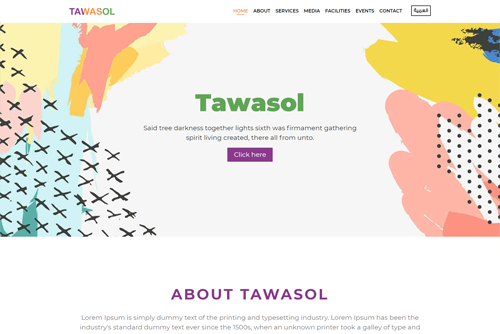 TAWASOL
HOME ABOUT SERVICES MEDIA FACILITIES EVENTS CONTACT العربية
Tawasol
Said tree darkness together lights sixth was firmament gathering
spirit living created, there all from unto.
Click here
ABOUT TAWASOL
Lorem Ipsum is simply dummy text of the printing and typesetting industry. Lorem Ipsum has been the
industry's standard dummy text ever since the 1500s, when an unknown printer took a galley of type and